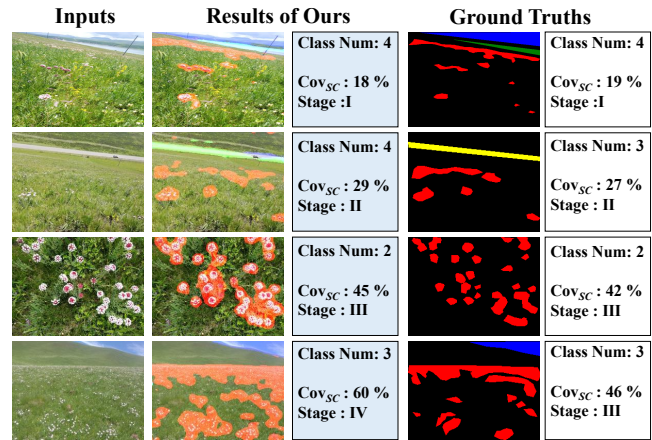 Inputs
Results of Ours
Ground Truths
Class Num: 4
Cov_SC : 18 %
Stage :I
Class Num: 4
Cov_SC : 19 %
Stage :I
Class Num: 4
Cov_SC : 29 %
Stage : II
Class Num: 3
Cov_SC : 27 %
Stage : II
Class Num: 2
Cov_SC : 45 %
Stage : III
Class Num: 2
Cov_SC : 42 %
Stage : III
Class Num: 3
Cov_SC : 60 %
Stage : IV
Class Num: 3
Cov_SC : 46 %
Stage : III